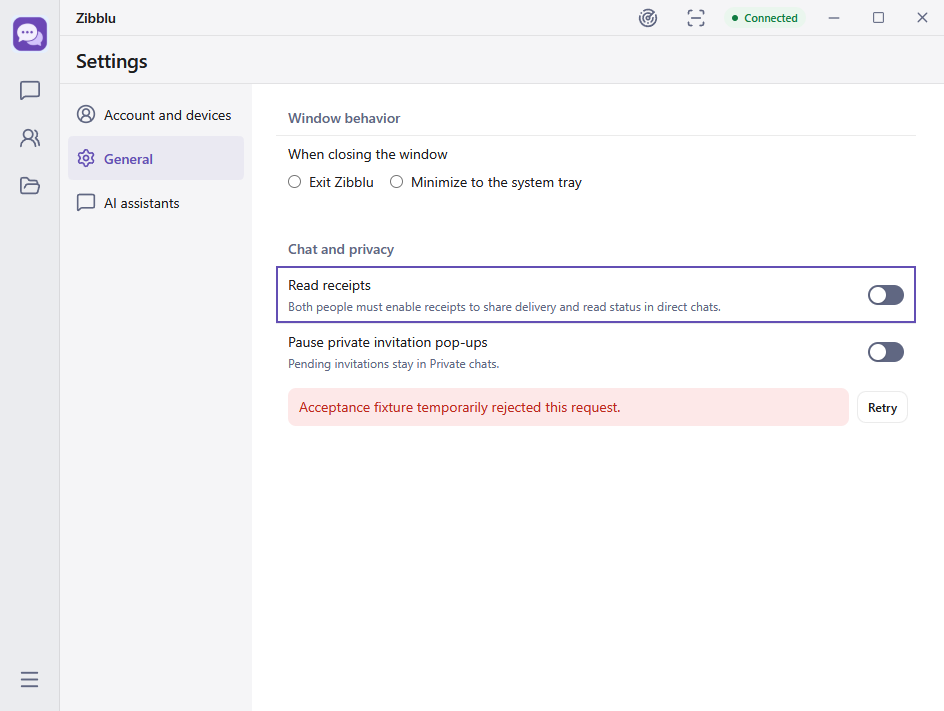 Zibblu
Connected
Settings
Account and devices
General
AI assistants
Window behavior
When closing the window
Exit Zibblu
Minimize to the system tray
Chat and privacy
Read receipts
Both people must enable receipts to share delivery and read status in direct chats.
Pause private invitation pop-ups
Pending invitations stay in Private chats.
Acceptance fixture temporarily rejected this request.
Retry